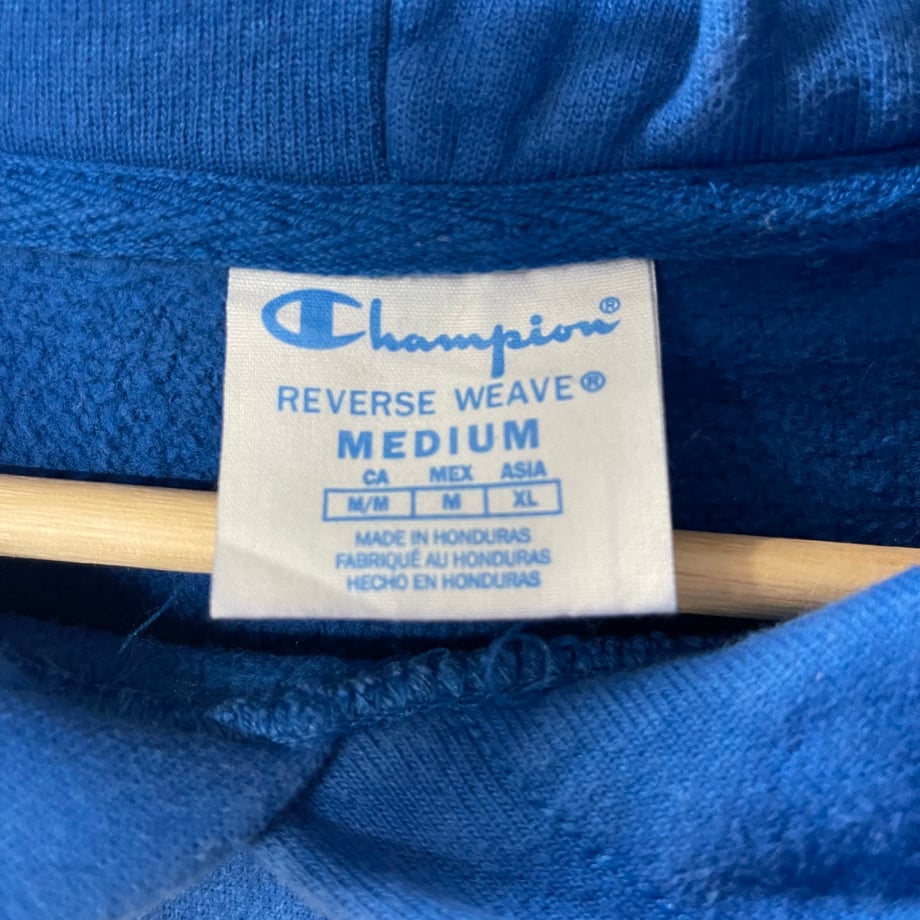 Champion®
REVERSE WEAVE®
MEDIUM
CA MEX ASIA
M/M M XL
MADE IN HONDURAS
FABRIQUÉ AU HONDURAS
HECHO EN HONDURAS